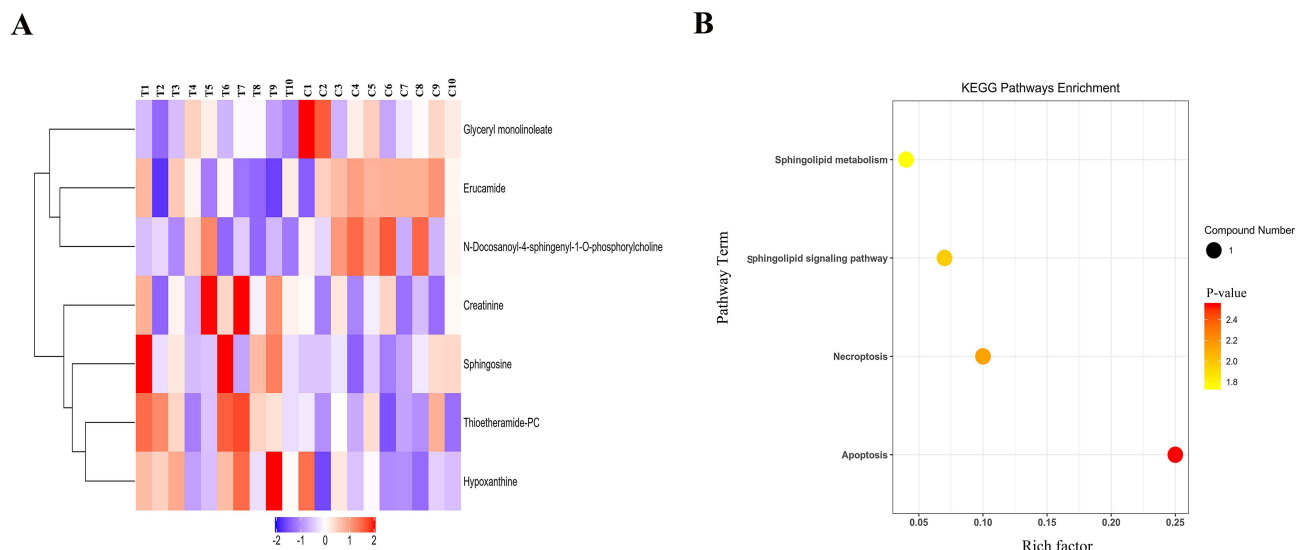 A
B
T1 T2 T3 T4 T5 T6 T7 T8 T9 T10 C1 C2 C3 C4 C5 C6 C7 C8 C9 C10
Glyceryl monolinoleate
Erucamide
N-Docosanoyl-4-sphingenyl-1-O-phosphorylcholine
Creatinine
Sphingosine
Thioetheramide-PC
Hypoxanthine
-2 -1 0 1 2
KEGG Pathways Enrichment
Pathway Term
Sphingolipid metabolism
Sphingolipid signaling pathway
Necroptosis
Apoptosis
0.05 0.10 0.15 0.20 0.25
Rich factor
Compound Number
1
P-value
2.4
2.2
2.0
1.8